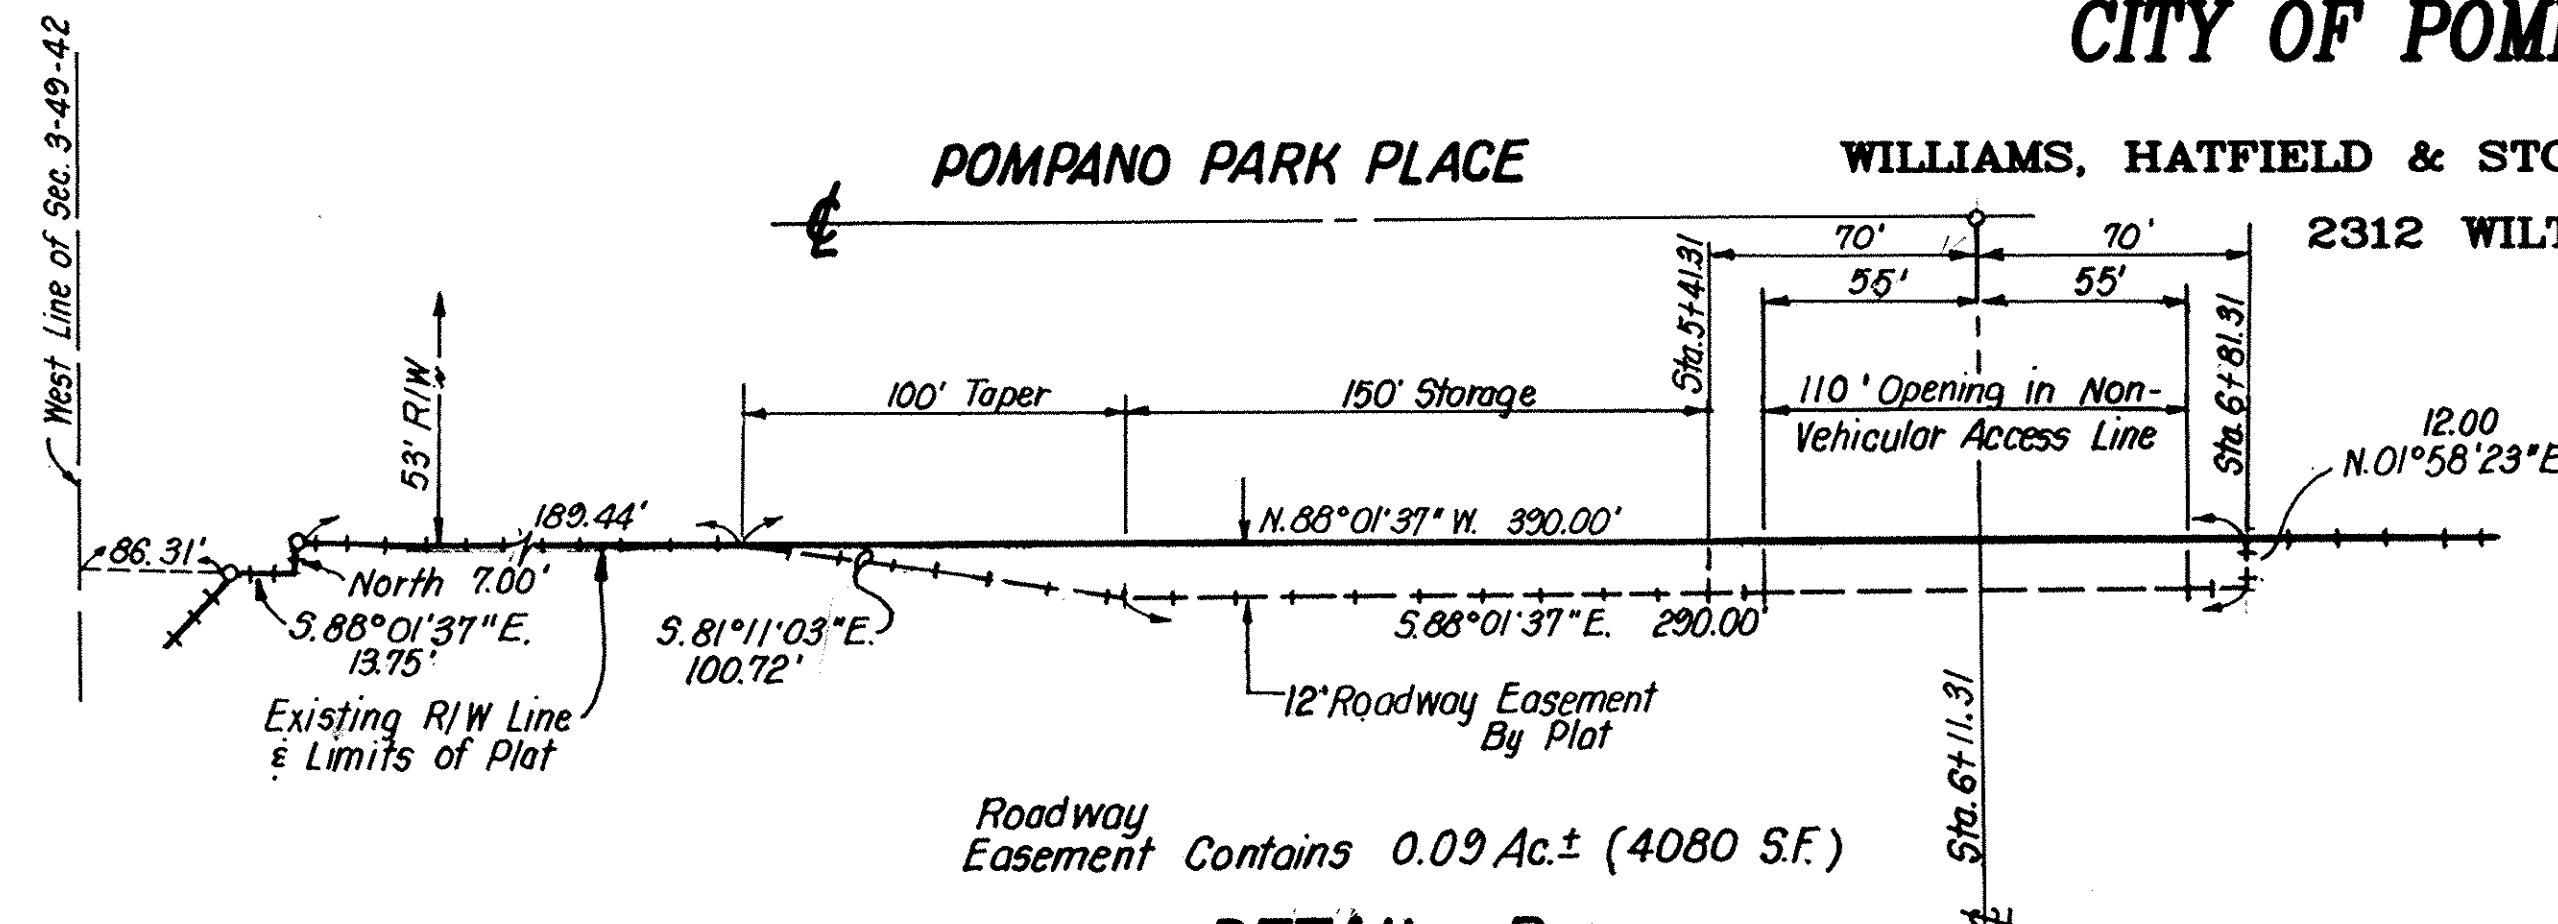 CITY OF
West Line of Sec. 3-49-42
POMPANO PARK PLACE
WILLIAMS, HATFIELD &
2312
℄
70'
70'
55'
55'
Sta. 5+41.31
Sta. 6+81.31
53' R/W
100' Taper
150' Storage
110' Opening in Non-
Vehicular Access Line
12.00
N.01°58'23"E
189.44'
N.88°01'37"W. 390.00'
86.31'
North 7.00'
S.88°01'37"E.
13.75'
S.81°11'03"E.
100.72'
S.88°01'37"E. 290.00'
Existing R/W Line
& Limits of Plat
12' Roadway Easement
By Plat
Sta. 6+11.31
Roadway
Easement Contains 0.09 Ac.± (4080 S.F.)